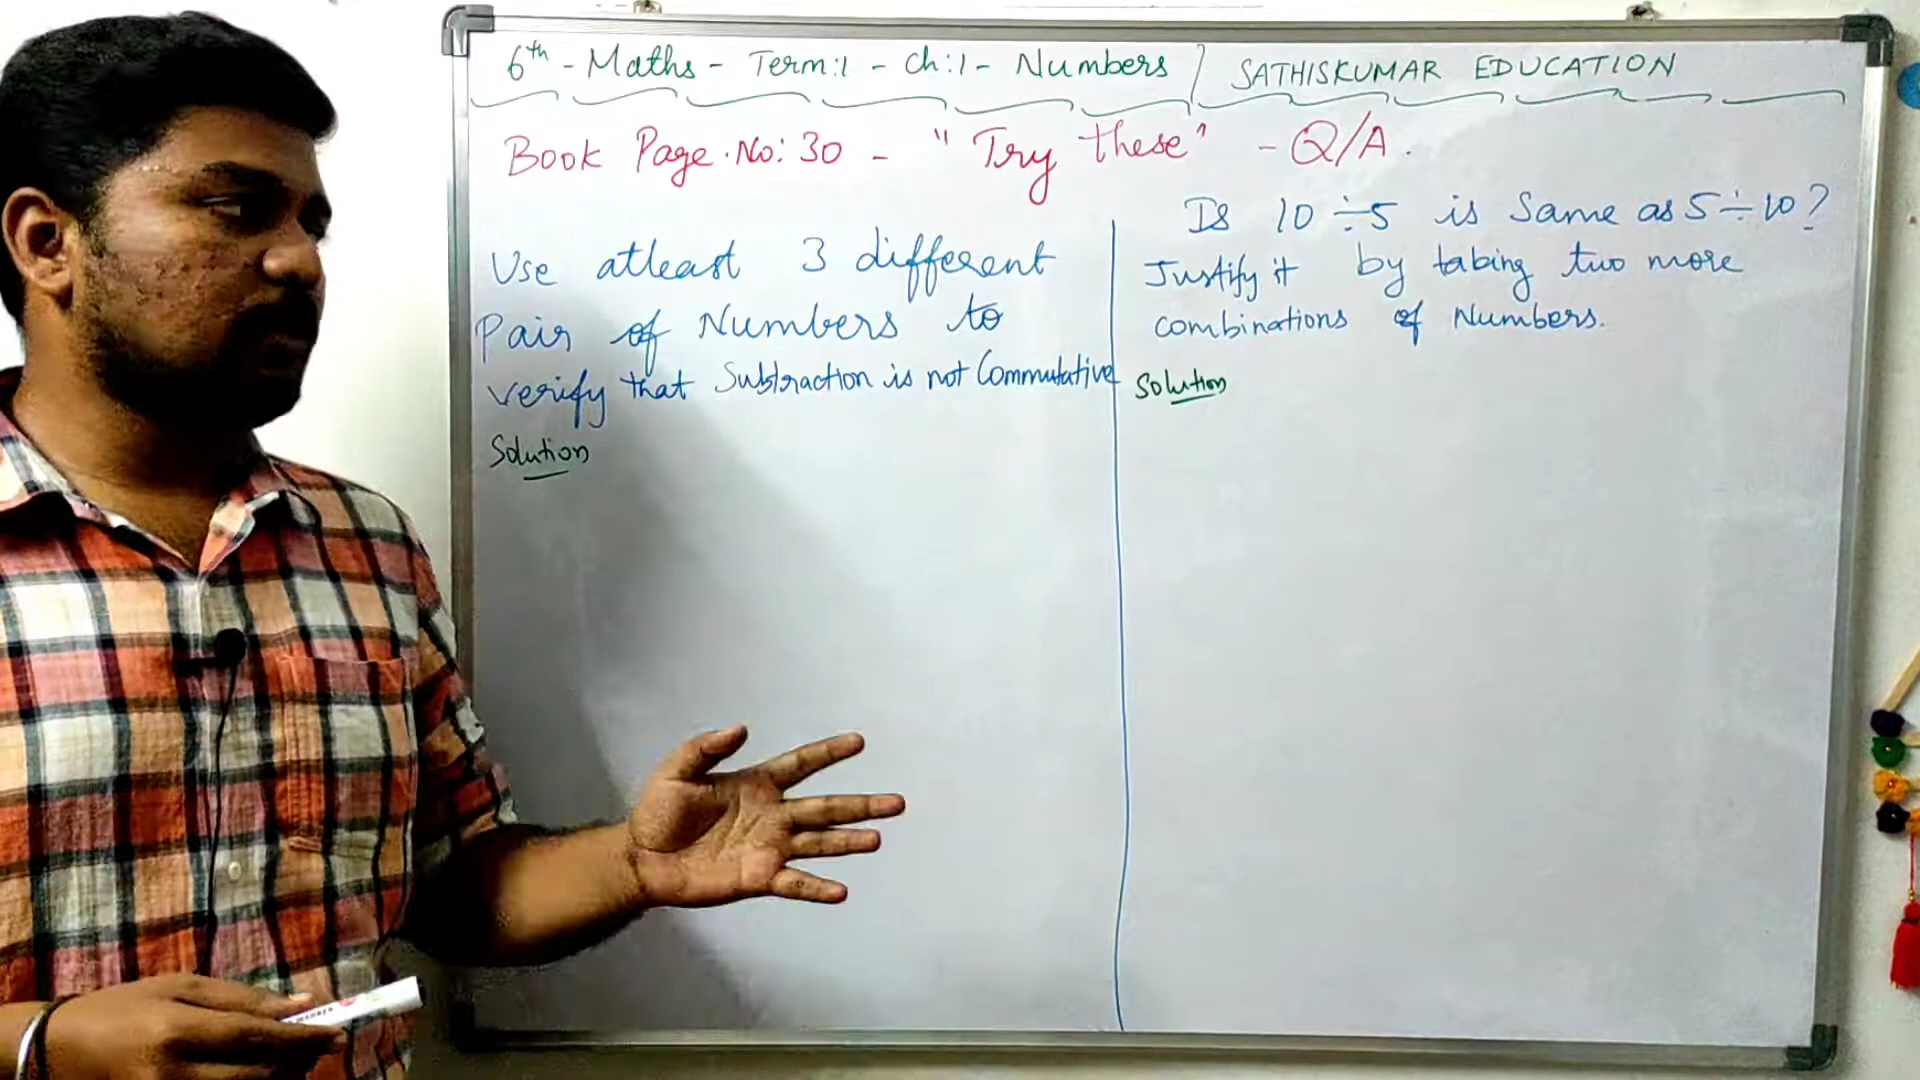 6th - Maths - Term:1 - Ch:1 - Numbers / SATHISKUMAR EDUCATION
Book Page.No: 30 - "Try these" - Q/A.
Use atleast 3 different
Pair of Numbers to
verify that Subtraction is not Commutative
Solution
Is 10 ÷ 5 is Same as 5 ÷ 10?
Justify it by taking two more
combinations of Numbers.
Solution